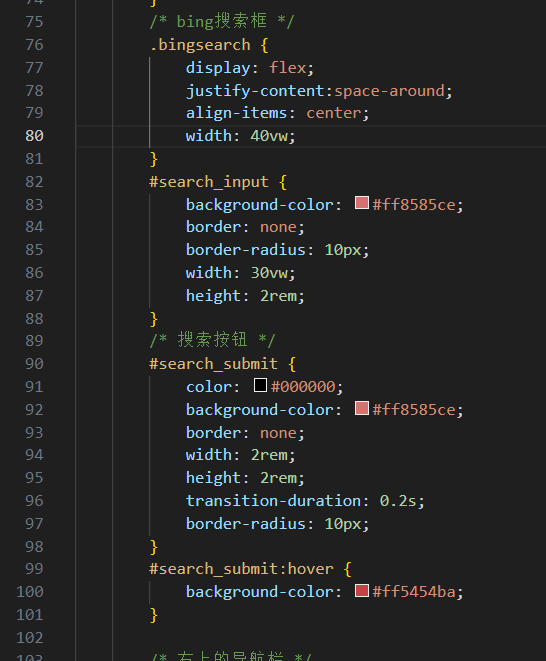 74 }
75 /* bing搜索框 */
76 .bingsearch {
77 display: flex;
78 justify-content:space-around;
79 align-items: center;
80 width: 40vw;
81 }
82 #search_input {
83 background-color: #ff8585ce;
84 border: none;
85 border-radius: 10px;
86 width: 30vw;
87 height: 2rem;
88 }
89 /* 搜索按钮 */
90 #search_submit {
91 color: #000000;
92 background-color: #ff8585ce;
93 border: none;
94 width: 2rem;
95 height: 2rem;
96 transition-duration: 0.2s;
97 border-radius: 10px;
98 }
99 #search_submit:hover {
100 background-color: #ff5454ba;
101 }
102
103 /* 右上的导航栏 */